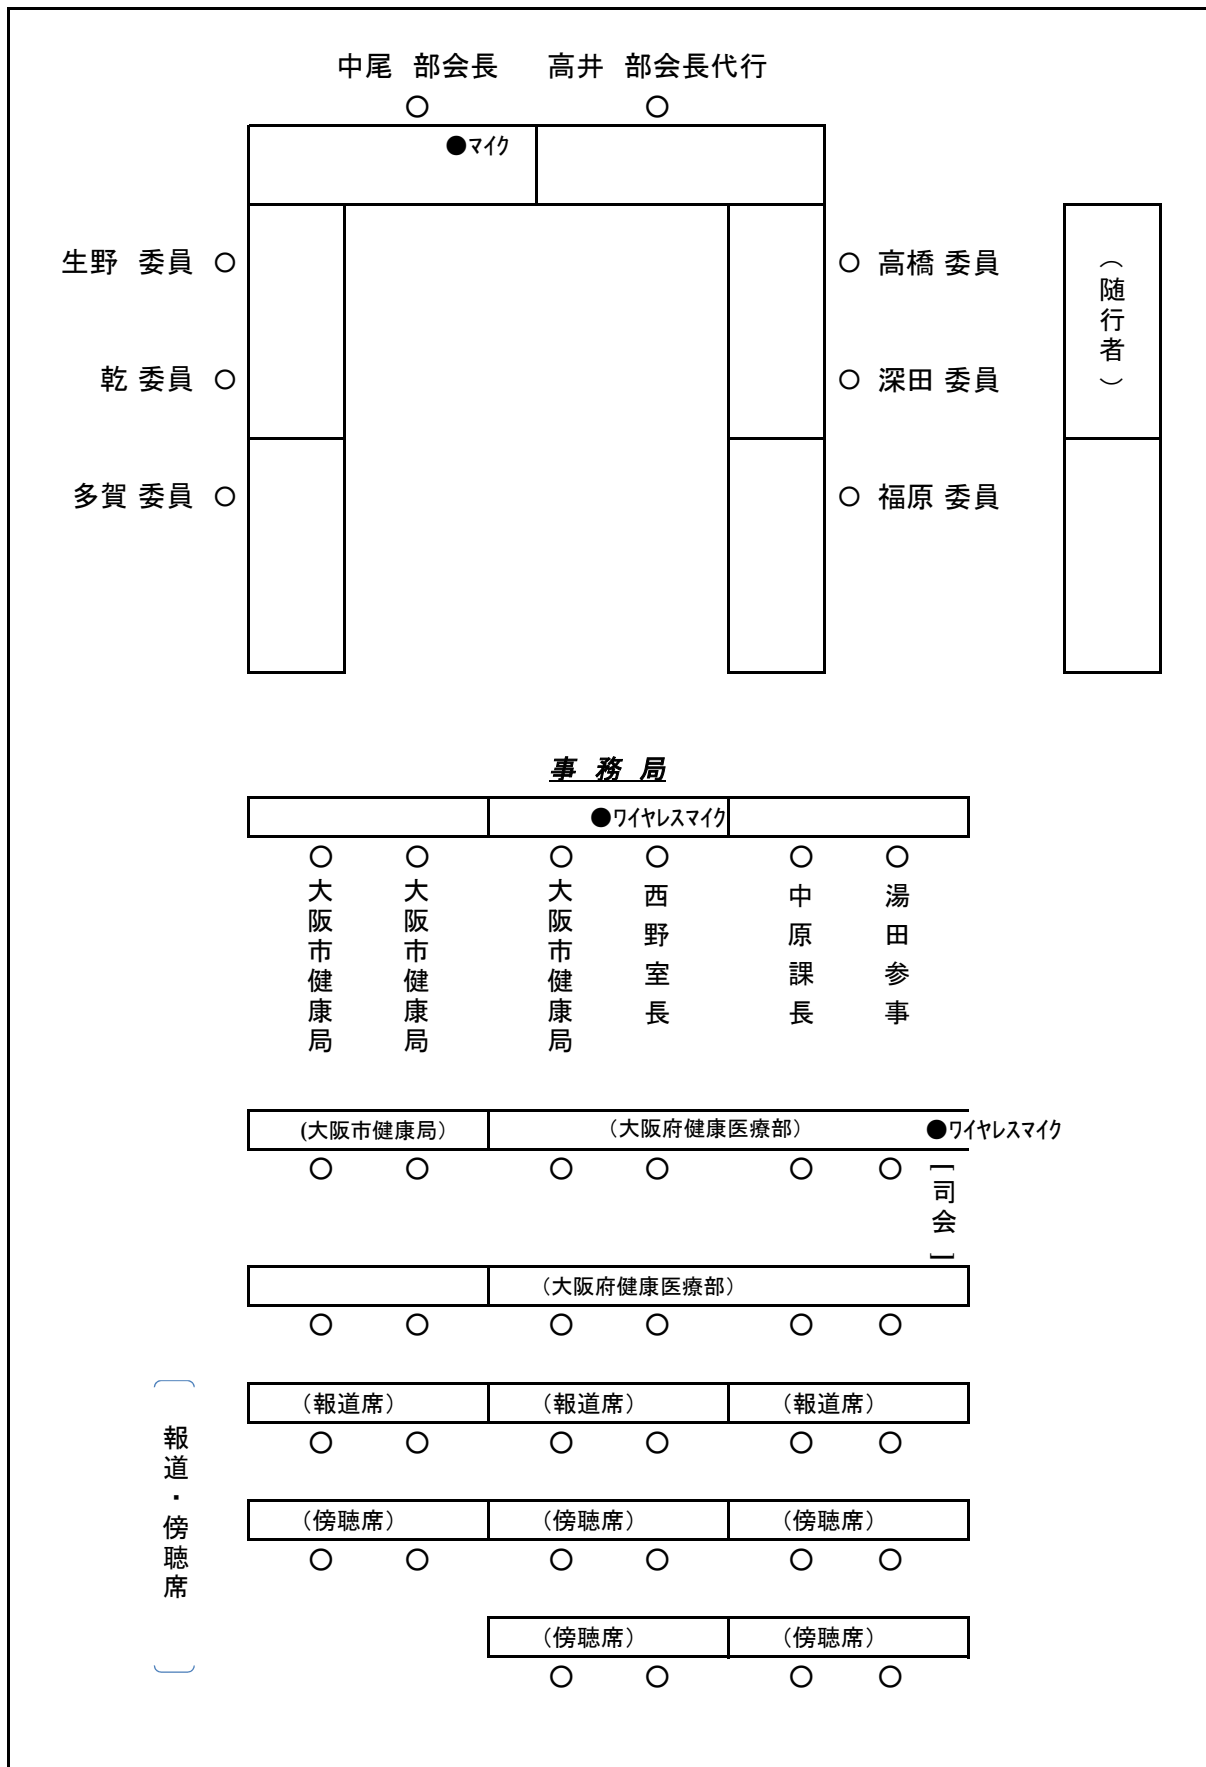 中尾 部会長 高井 部会長代行
○ ○
●マイク
生野 委員 ○ ○ 高橋 委員
（随行者）
乾 委員 ○ ○ 深田 委員
多賀 委員 ○ ○ 福原 委員
事 務 局
●ワイヤレスマイク
○ ○ ○ ○ ○ ○
大阪市健康局
大阪市健康局
大阪市健康局
西野室長
中原課長
湯田参事
(大阪市健康局） （大阪府健康医療部） ●ワイヤレスマイク
○ ○ ○ ○ ○ ○
[司会]
（大阪府健康医療部）
○ ○ ○ ○ ○ ○
報道・傍聴席
（報道席） （報道席） （報道席）
○ ○ ○ ○ ○ ○
（傍聴席） （傍聴席） （傍聴席）
○ ○ ○ ○ ○ ○
（傍聴席） （傍聴席）
○ ○ ○ ○